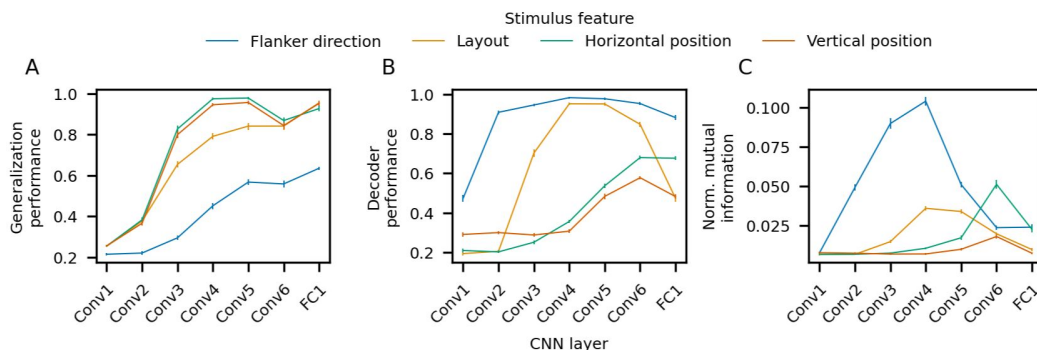 Stimulus feature
Flanker direction Layout Horizontal position Vertical position
A
Generalization
performance
1.0
0.8
0.6
0.4
0.2
Conv1 Conv2 Conv3 Conv4 Conv5 Conv6 FC1
B
Decoder
performance
1.0
0.8
0.6
0.4
0.2
Conv1 Conv2 Conv3 Conv4 Conv5 Conv6 FC1
CNN layer
C
Norm. mutual
information
0.100
0.075
0.050
0.025
Conv1 Conv2 Conv3 Conv4 Conv5 Conv6 FC1